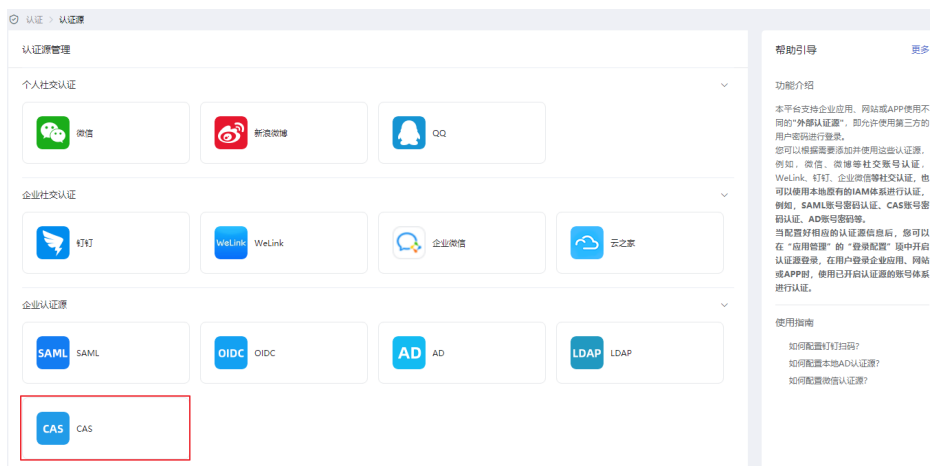 认证 > 认证源
认证源管理
个人社交认证
微信
新浪微博
QQ
企业社交认证
钉钉
WeLink WeLink
企业微信
云之家
企业认证源
SAML SAML
OIDC OIDC
AD AD
LDAP LDAP
CAS CAS
帮助引导 更多
功能介绍
本平台支持企业应用、网站或APP使用不
同的"外部认证源"，即允许使用第三方的
用户密码进行登录。
您可以根据需要添加并使用这些认证源，
例如，微信、微博等社交账号认证，
WeLink、钉钉、企业微信等社交认证，也
可以使用本地原有的IAM体系进行认证，
例如，SAML账号密码认证、CAS账号密
码认证、AD账号密码等。
当配置好相应的认证源信息后，您可以
在“应用管理”的“登录配置”项中开启
认证源登录，在用户登录企业应用、网站
或APP时，使用已开启认证源的账号体系
进行认证。
使用指南
如何配置钉钉扫码?
如何配置本地AD认证源?
如何配置微信认证源?